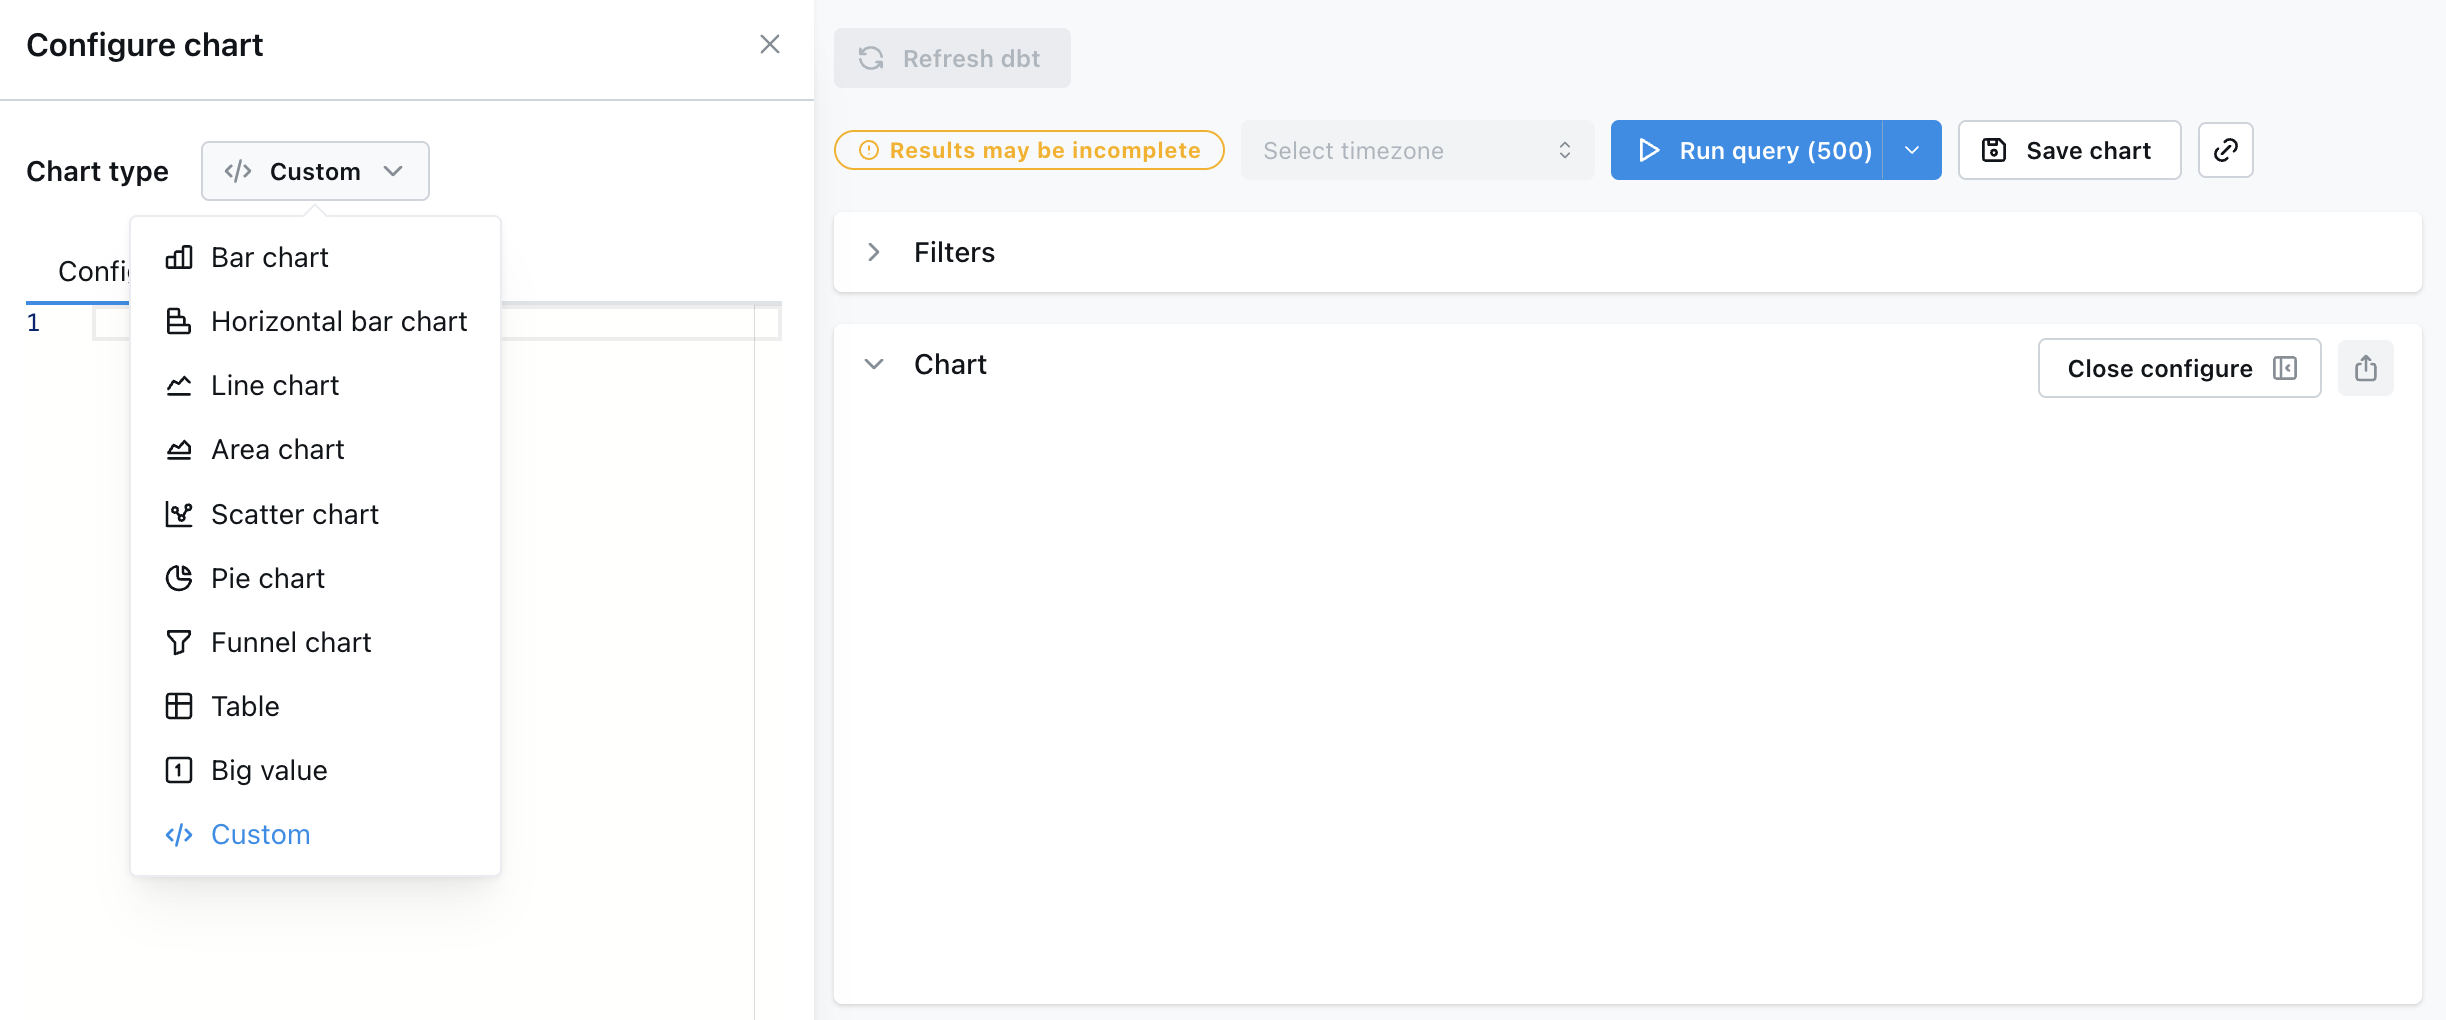 Configure chart
Chart type
Custom
Confi
1
Bar chart
Horizontal bar chart
Line chart
Area chart
Scatter chart
Pie chart
Funnel chart
Table
Big value
Custom
Refresh dbt
Results may be incomplete
Select timezone
Run query (500)
Save chart
Filters
Chart
Close configure